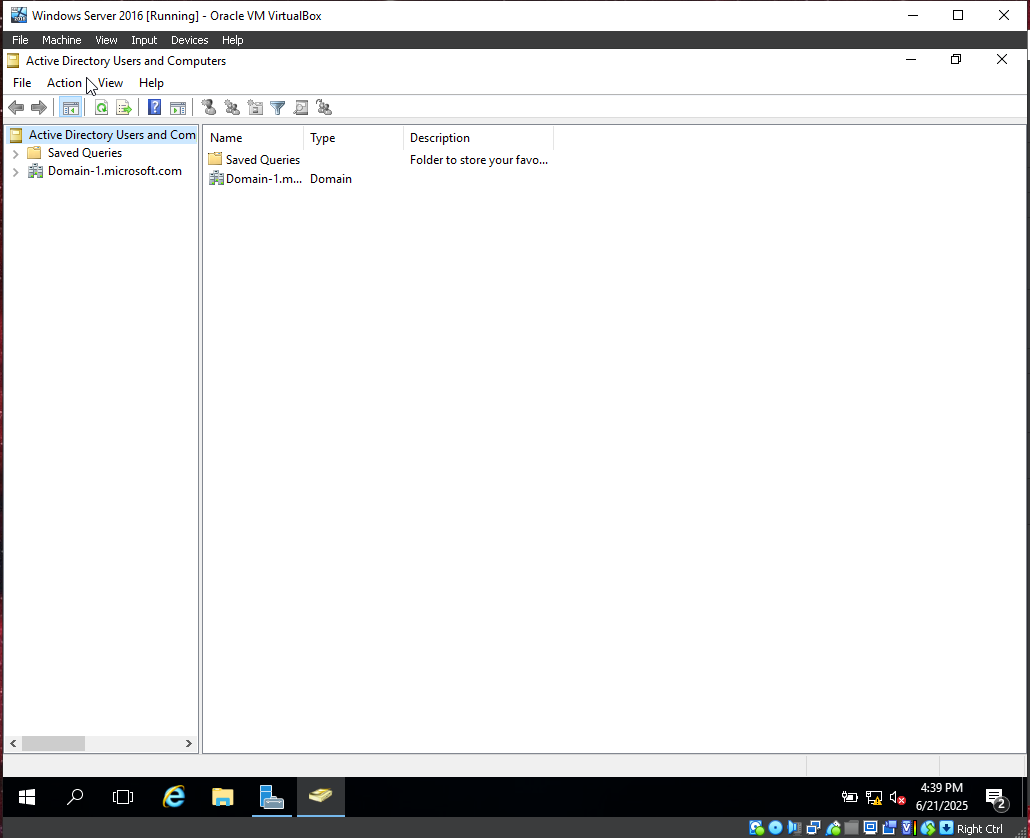 Windows Server 2016 [Running] - Oracle VM VirtualBox
File Machine View Input Devices Help
Active Directory Users and Computers
File Action View Help
Active Directory Users and Com
Saved Queries
Domain-1.microsoft.com
Name Type Description
Saved Queries Folder to store your favo...
Domain-1.m... Domain
4:39 PM
6/21/2025
2
Right Ctrl